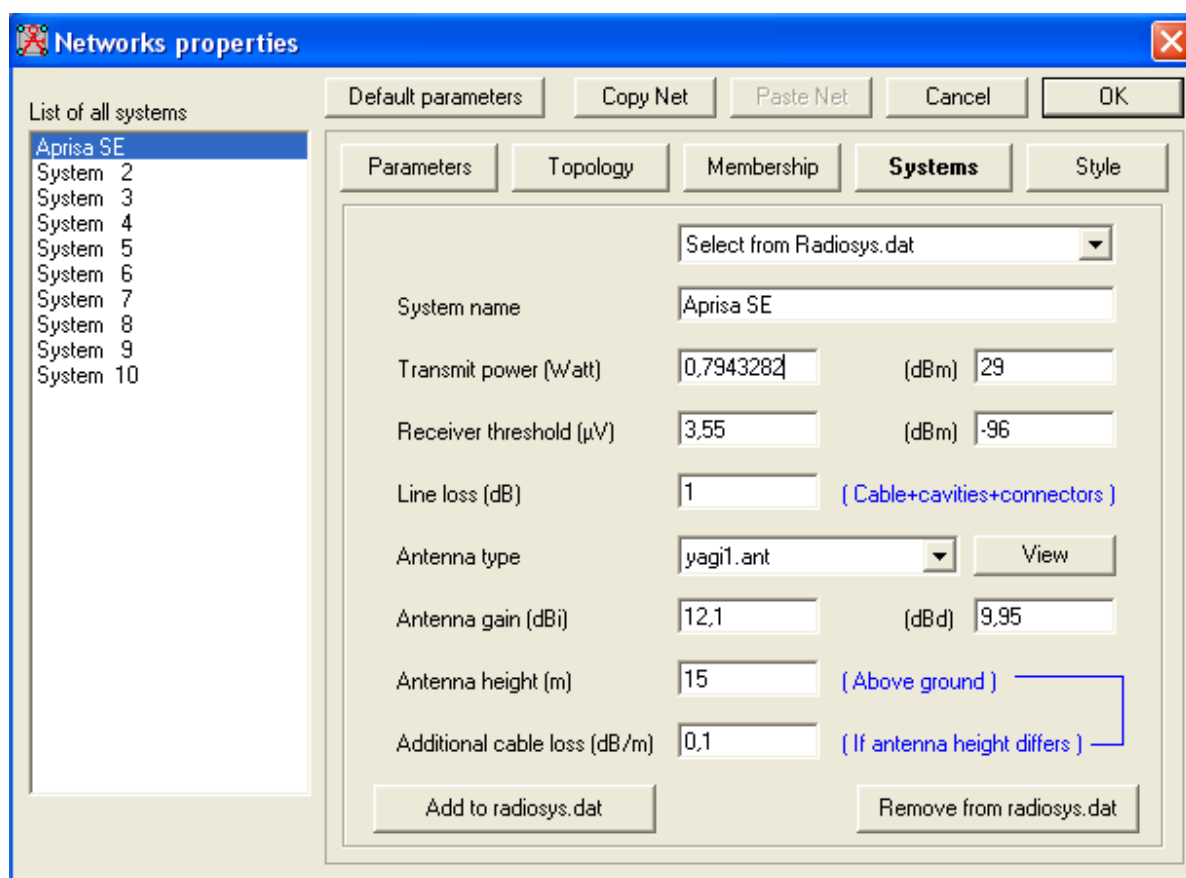 Networks properties
Default parameters Copy Net Paste Net Cancel OK
List of all systems
Aprisa SE
System 2
System 3
System 4
System 5
System 6
System 7
System 8
System 9
System 10
Parameters Topology Membership Systems Style
Select from Radiosys.dat
System name Aprisa SE
Transmit power (Watt) 0,7943282 (dBm) 29
Receiver threshold (µV) 3,55 (dBm) -96
Line loss (dB) 1 ( Cable+cavities+connectors )
Antenna type yagi1.ant View
Antenna gain (dBi) 12,1 (dBd) 9,95
Antenna height (m) 15 ( Above ground )
Additional cable loss (dB/m) 0,1 ( If antenna height differs )
Add to radiosys.dat Remove from radiosys.dat